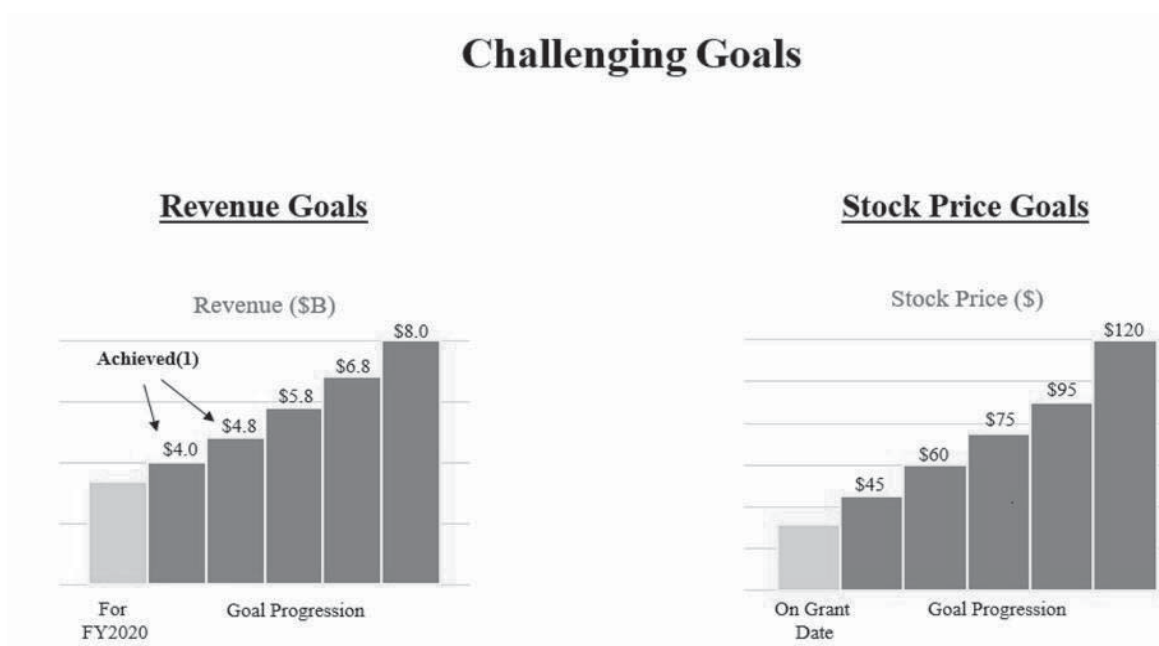 Challenging Goals
Revenue Goals
Revenue ($B)
Achieved(1)
$4.0
$4.8
$5.8
$6.8
$8.0
For
FY2020
Goal Progression
Stock Price Goals
Stock Price ($)
$45
$60
$75
$95
$120
On Grant
Date
Goal Progression